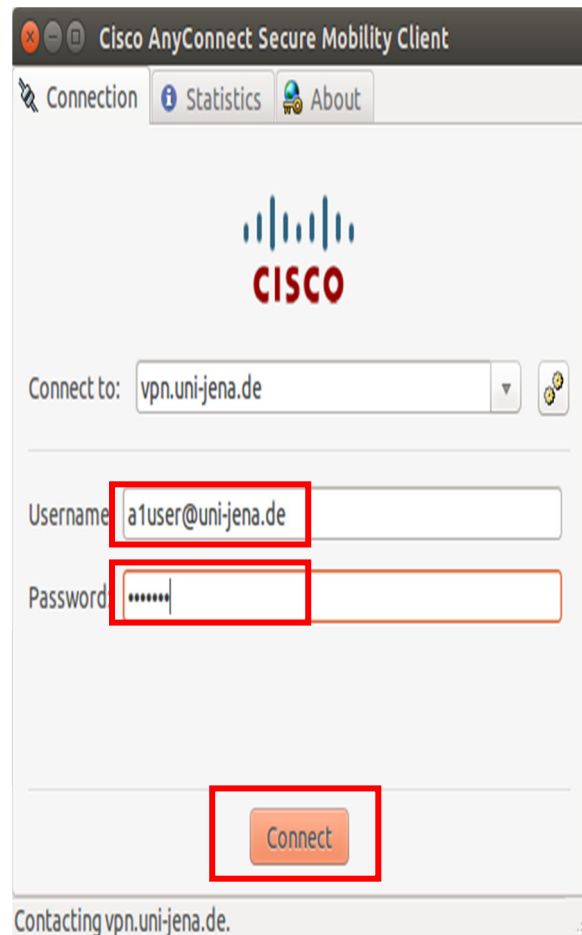 Cisco AnyConnect Secure Mobility Client
Connection Statistics About
CISCO
Connect to: vpn.uni-jena.de
Username a1user@uni-jena.de
Password: •••••••
Connect
Contacting vpn.uni-jena.de.